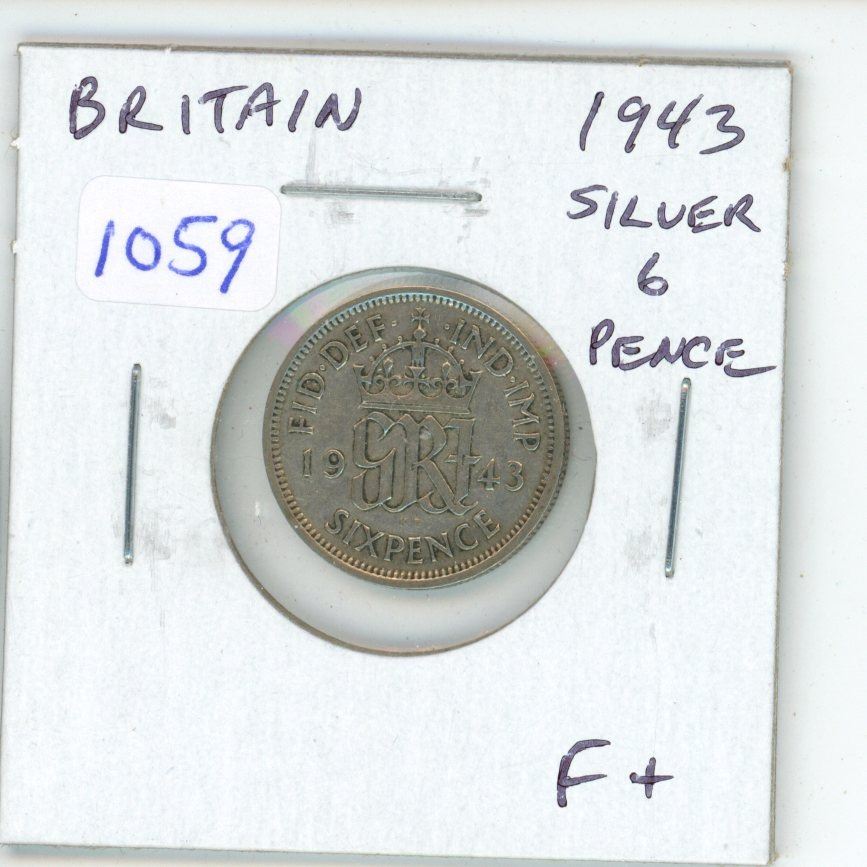 BRITAIN
1943
SILVER
6
PENCE
1059
FID·DEF· ·IND·IMP
GRI
19 43
SIXPENCE
F+